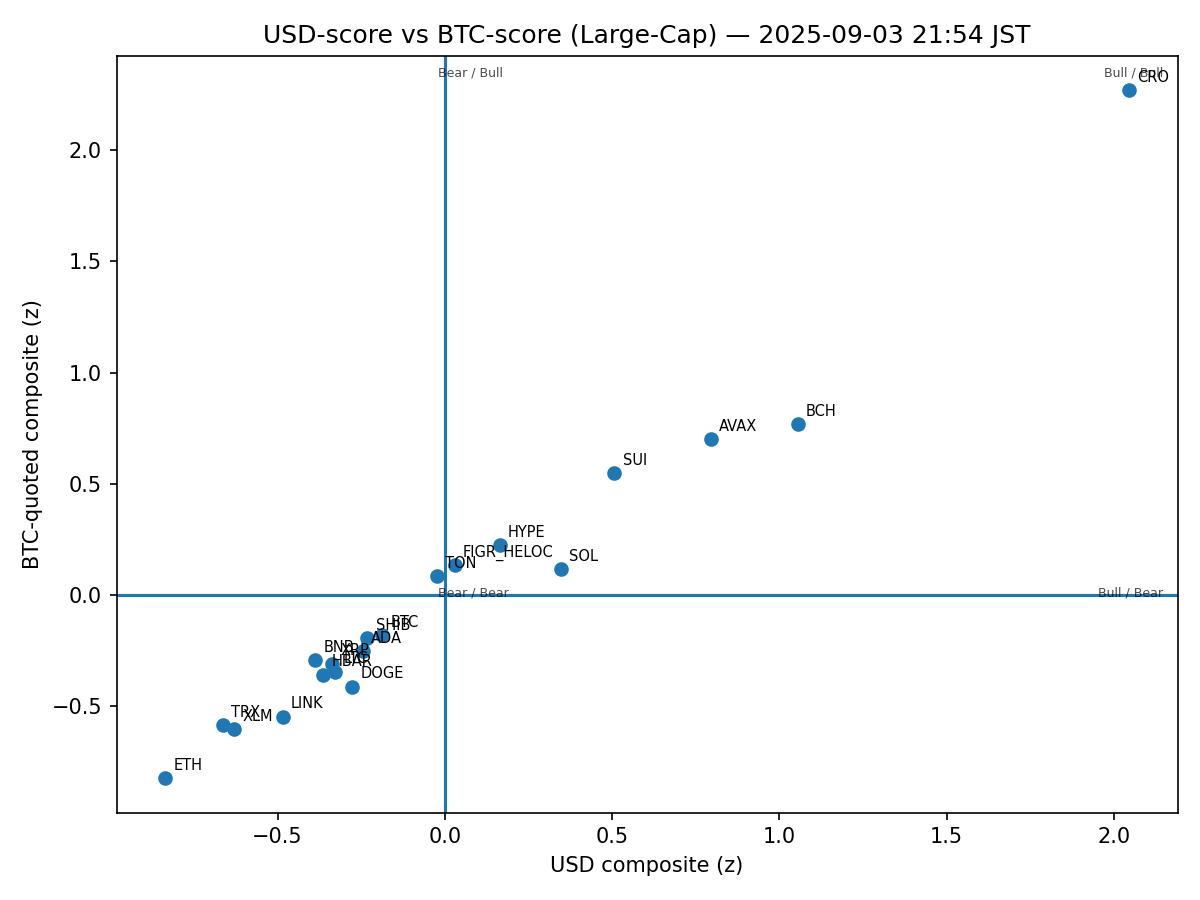 USD-score vs BTC-score (Large-Cap) — 2025-09-03 21:54 JST
Bear / Bull
Bull / Bull
CRO
2.0
1.5
1.0
0.5
0.0
−0.5
BTC-quoted composite (z)
BCH
AVAX
SUI
HYPE
FIGR_HELOC
SOL
TON
Bear / Bear
Bull / Bear
BTC
SHIB
ADA
BNB
XRP
HBAR
DOGE
LINK
TRX
XLM
ETH
−0.5
0.0
0.5
1.0
1.5
2.0
USD composite (z)